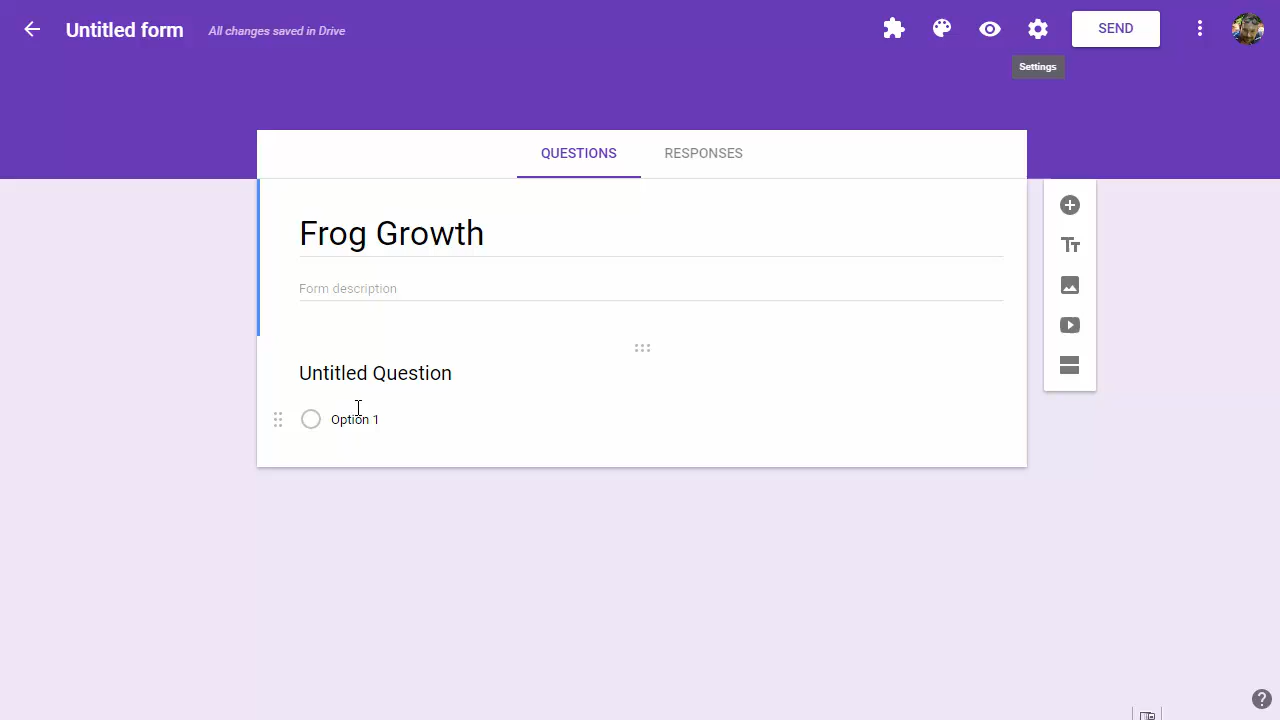 Untitled form
All changes saved in Drive
SEND
Settings
QUESTIONS
RESPONSES
Frog Growth
Form description
Untitled Question
Option 1